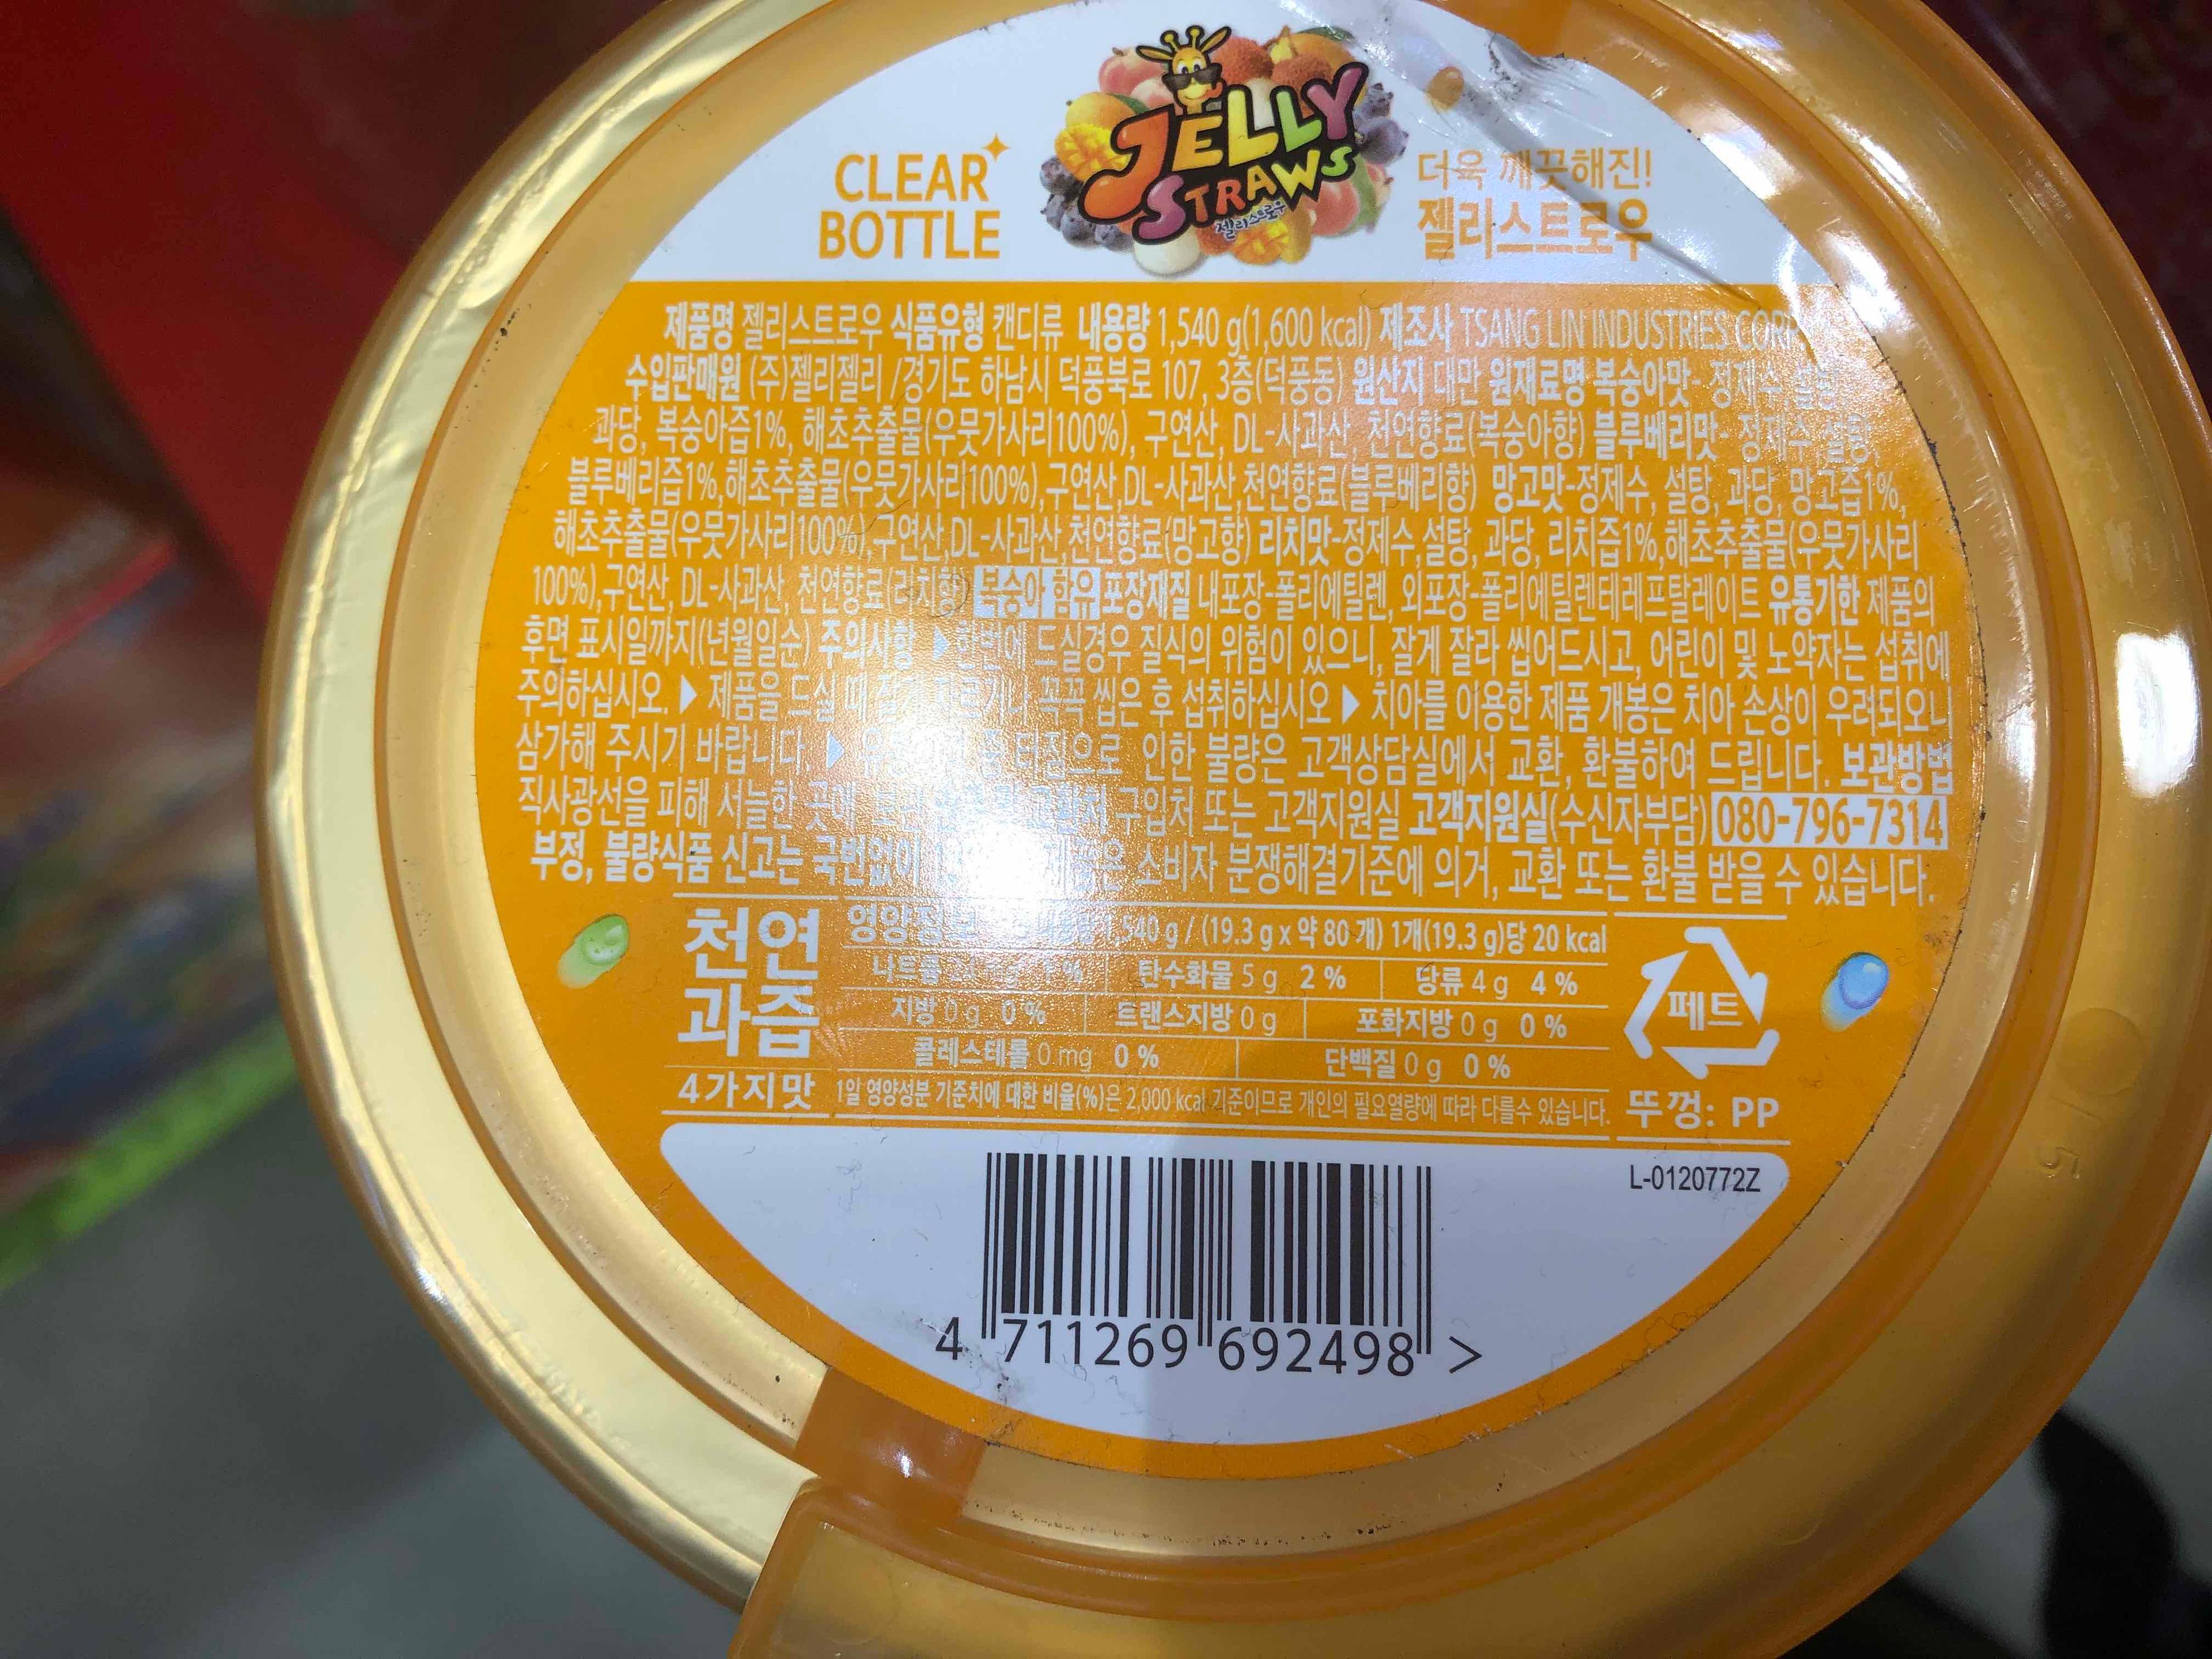 CLEAR
BOTTLE
JELLY
STRAWS
젤리스트로우
더욱 깨끗해진!
젤리스트로우
제품명 젤리스트로우 식품유형 캔디류 내용량 1,540 g(1,600 kcal) 제조사 TSANG LIN INDUSTRIES CORP
수입판매원 (주)젤리젤리 /경기도 하남시 덕풍북로 107, 3층(덕풍동) 원산지 대만 원재료명 복숭아맛- 정제수, 설탕,
과당, 복숭아즙1%, 해초추출물(우뭇가사리100%), 구연산, DL-사과산, 천연향료(복숭아향) 블루베리맛- 정제수, 설탕,
블루베리즙1%,해초추출물(우뭇가사리100%),구연산,DL-사과산,천연향료(블루베리향) 망고맛-정제수, 설탕, 과당, 망고즙1%,
해초추출물(우뭇가사리100%),구연산,DL-사과산,천연향료(망고향) 리치맛-정제수,설탕, 과당, 리치즙1%,해초추출물(우뭇가사리
100%),구연산, DL-사과산, 천연향료(리치향) 복숭아 함유 포장재질 내포장-폴리에틸렌, 외포장-폴리에틸렌테레프탈레이트 유통기한 제품의
후면 표시일까지(년월일순) 주의사항 ▶한번에 드실경우 질식의 위험이 있으니, 잘게 잘라 씹어드시고, 어린이 및 노약자는 섭취에
주의하십시오. ▶ 제품을 드실 때 꼭꼭 씹은 후 섭취하십시오 ▶ 치아를 이용한 제품 개봉은 치아 손상이 우려되오니
삼가해 주시기 바랍니다. ▶ 터짐으로 인한 불량은 고객상담실에서 교환, 환불하여 드립니다. 보관방법
직사광선을 피해 서늘한 곳에 구입처 또는 고객지원실 고객지원실(수신자부담) 080-796-7314
부정, 불량식품 신고는 국번없이 소비자 분쟁해결기준에 의거, 교환 또는 환불 받을 수 있습니다.
천연
과즙
4가지맛
영양정보 540 g / (19.3 g x 약 80 개) 1개(19.3 g)당 20 kcal
나트륨 탄수화물 5 g 2 % 당류 4 g 4 %
지방 0 g 0 % 트랜스지방 0 g 포화지방 0 g 0 %
콜레스테롤 0 mg 0 % 단백질 0 g 0 %
1일 영양성분 기준치에 대한 비율(%)은 2,000 kcal 기준이므로 개인의 필요열량에 따라 다를수 있습니다.
페트
뚜껑: PP
L-0120772Z
4 711269 692498 >